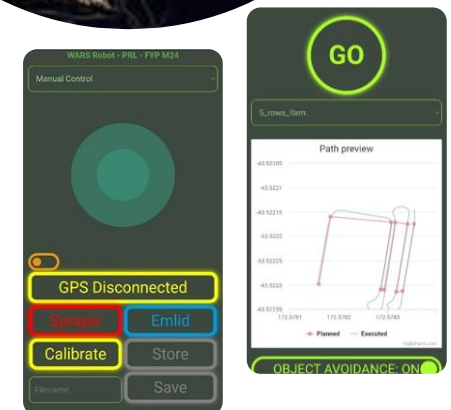 WARS Robot - PRL - FYP M24
Manual Control
GPS Disconnected
Sprayer
Emlid
Calibrate
Store
Filename
Save
GO
5_rows_Ilam
Path preview
-43.52205
-43.5221
-43.52215
-43.5222
-43.52225
-43.5223
-43.52235
172.5781
172.5782
172.5783
Planned
Executed
Highcharts.com
OBJECT AVOIDANCE: ON